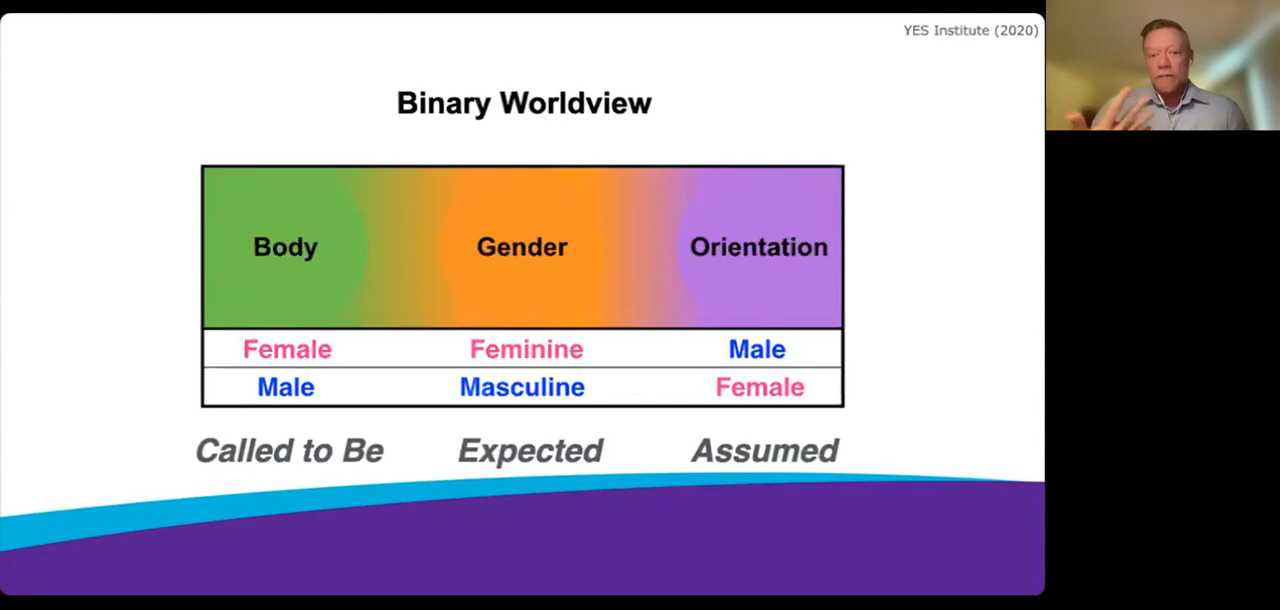 YES Institute (2020)
Binary Worldview
Body Gender Orientation
Female Feminine Male
Male Masculine Female
Called to Be Expected Assumed